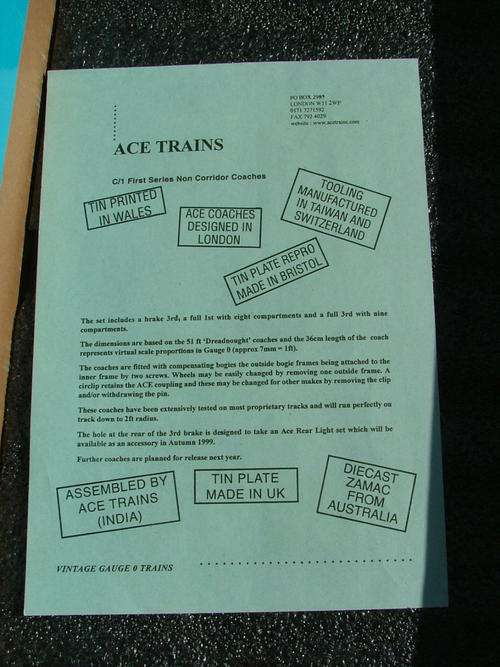 PO BOX 2985
LONDON W11 2WP
0171 7271592
FAX 792 4029
website : www.acetrains.com
ACE TRAINS
C/1 First Series Non Corridor Coaches
TIN PRINTED
IN WALES
ACE COACHES
DESIGNED IN
LONDON
TOOLING
MANUFACTURED
IN TAIWAN AND
SWITZERLAND
TIN PLATE REPRO
MADE IN BRISTOL
The set includes a brake 3rd, a full 1st with eight compartments and a full 3rd with nine
compartments.
The dimensions are based on the 51 ft 'Dreadnought' coaches and the 36cm length of the coach
represents virtual scale proportions in Gauge 0 (approx 7mm = 1ft).
The coaches are fitted with compensating bogies the outside bogie frames being attached to the
inner frame by two screws. Wheels may be easily changed by removing one outside frame. A
circlip retains the ACE coupling and these may be changed for other makes by removing the clip
and/or withdrawing the pin.
These coaches have been extensively tested on most proprietary tracks and will run perfectly on
track down to 2ft radius.
The hole at the rear of the 3rd brake is designed to take an Ace Rear Light set which will be
available as an accessory in Autumn 1999.
Further coaches are planned for release next year.
ASSEMBLED BY
ACE TRAINS
(INDIA)
TIN PLATE
MADE IN UK
DIECAST
ZAMAC
FROM
AUSTRALIA
VINTAGE GAUGE 0 TRAINS